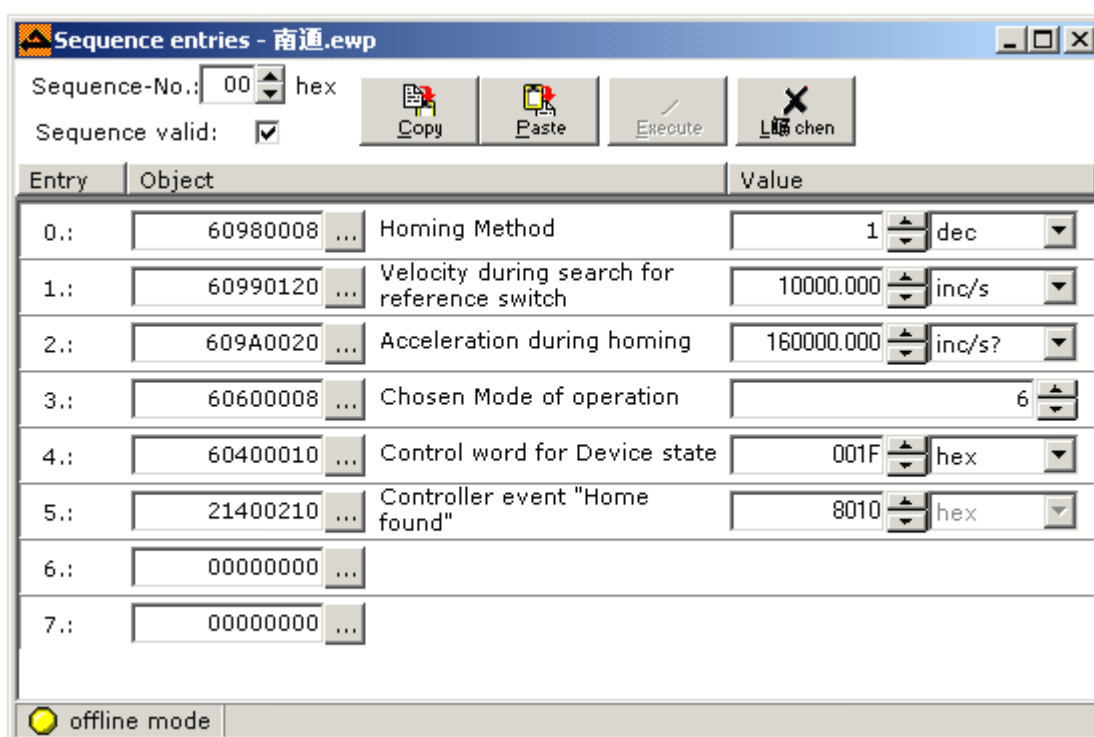 Sequence entries - 南通.ewp
Sequence-No.: 00 hex
Sequence valid:
Copy Paste Execute
Entry Object Value
0.: 60980008 ... Homing Method 1 dec
1.: 60990120 ... Velocity during search for
reference switch 10000.000 inc/s
2.: 609A0020 ... Acceleration during homing 160000.000 inc/s?
3.: 60600008 ... Chosen Mode of operation 6
4.: 60400010 ... Control word for Device state 001F hex
5.: 21400210 ... Controller event "Home
found" 8010 hex
6.: 00000000 ...
7.: 00000000 ...
offline mode